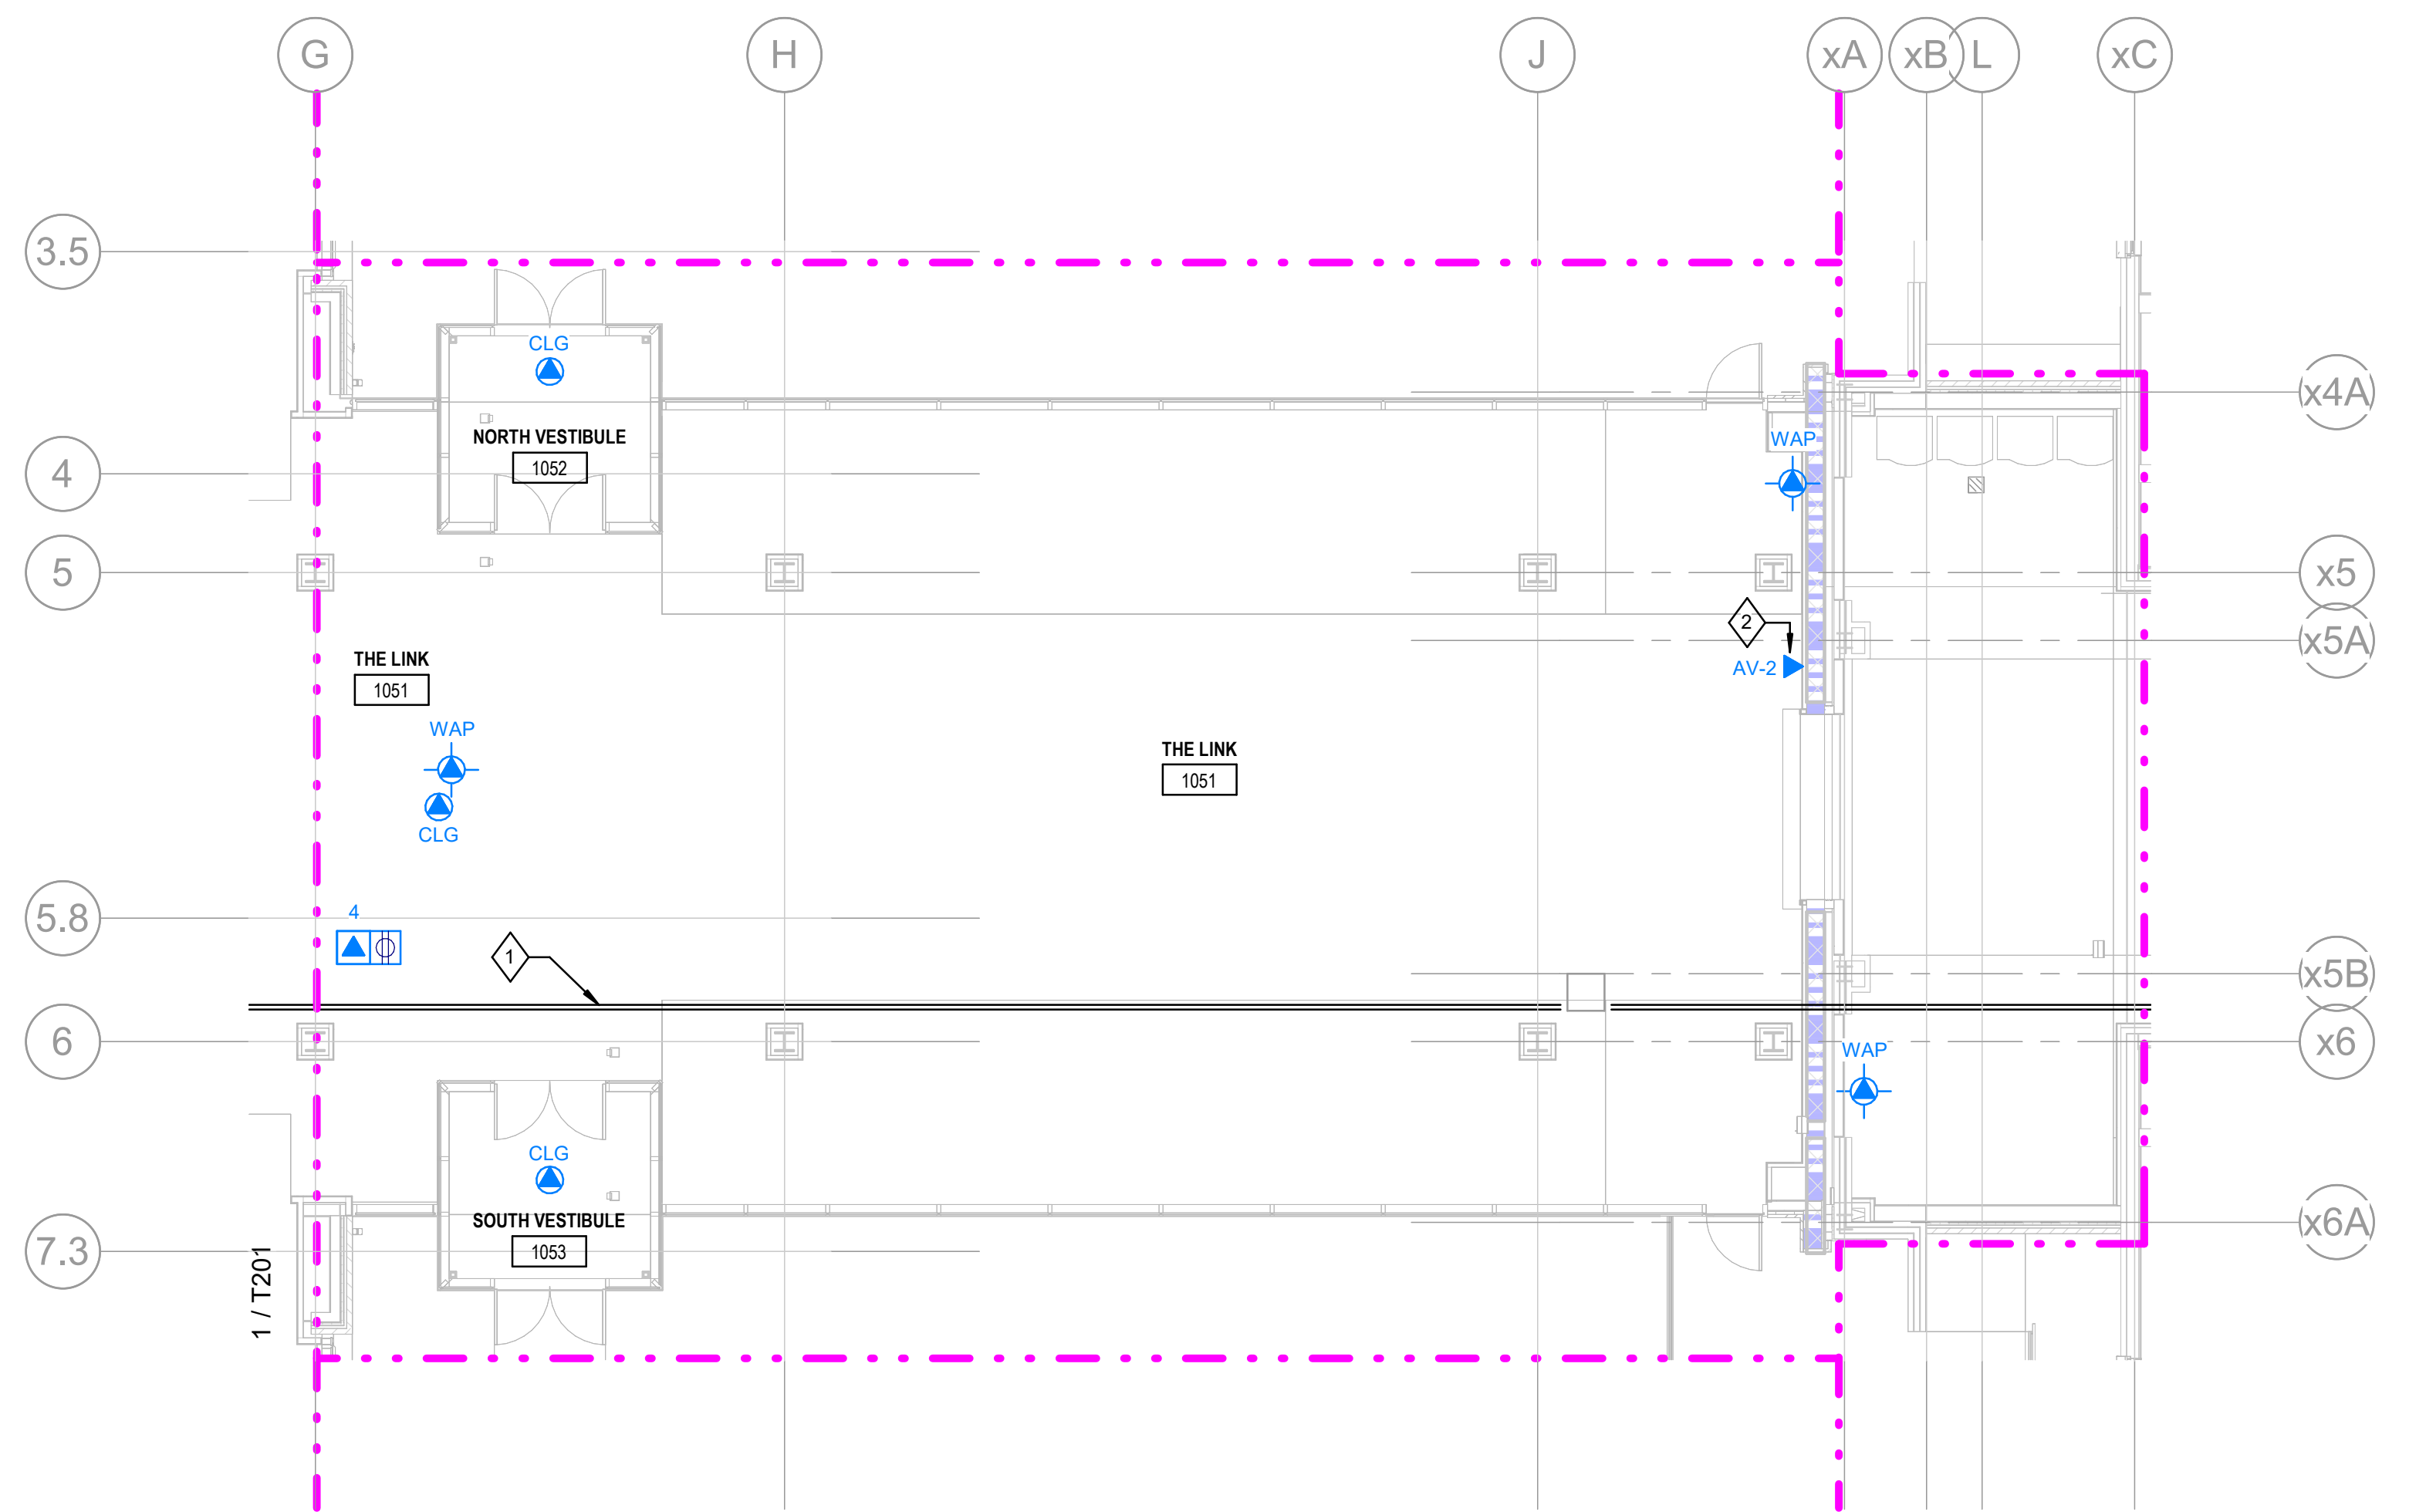 G
H
J
xA
xB
L
xC
3.5
CLG
x4A
NORTH VESTIBULE
WAP
1052
4
5
x5
2
x5A
THE LINK
AV-2
1051
WAP
THE LINK
1051
CLG
4
5.8
1
x5B
6
x6
WAP
CLG
SOUTH VESTIBULE
x6A
1053
7.3
1 / T201